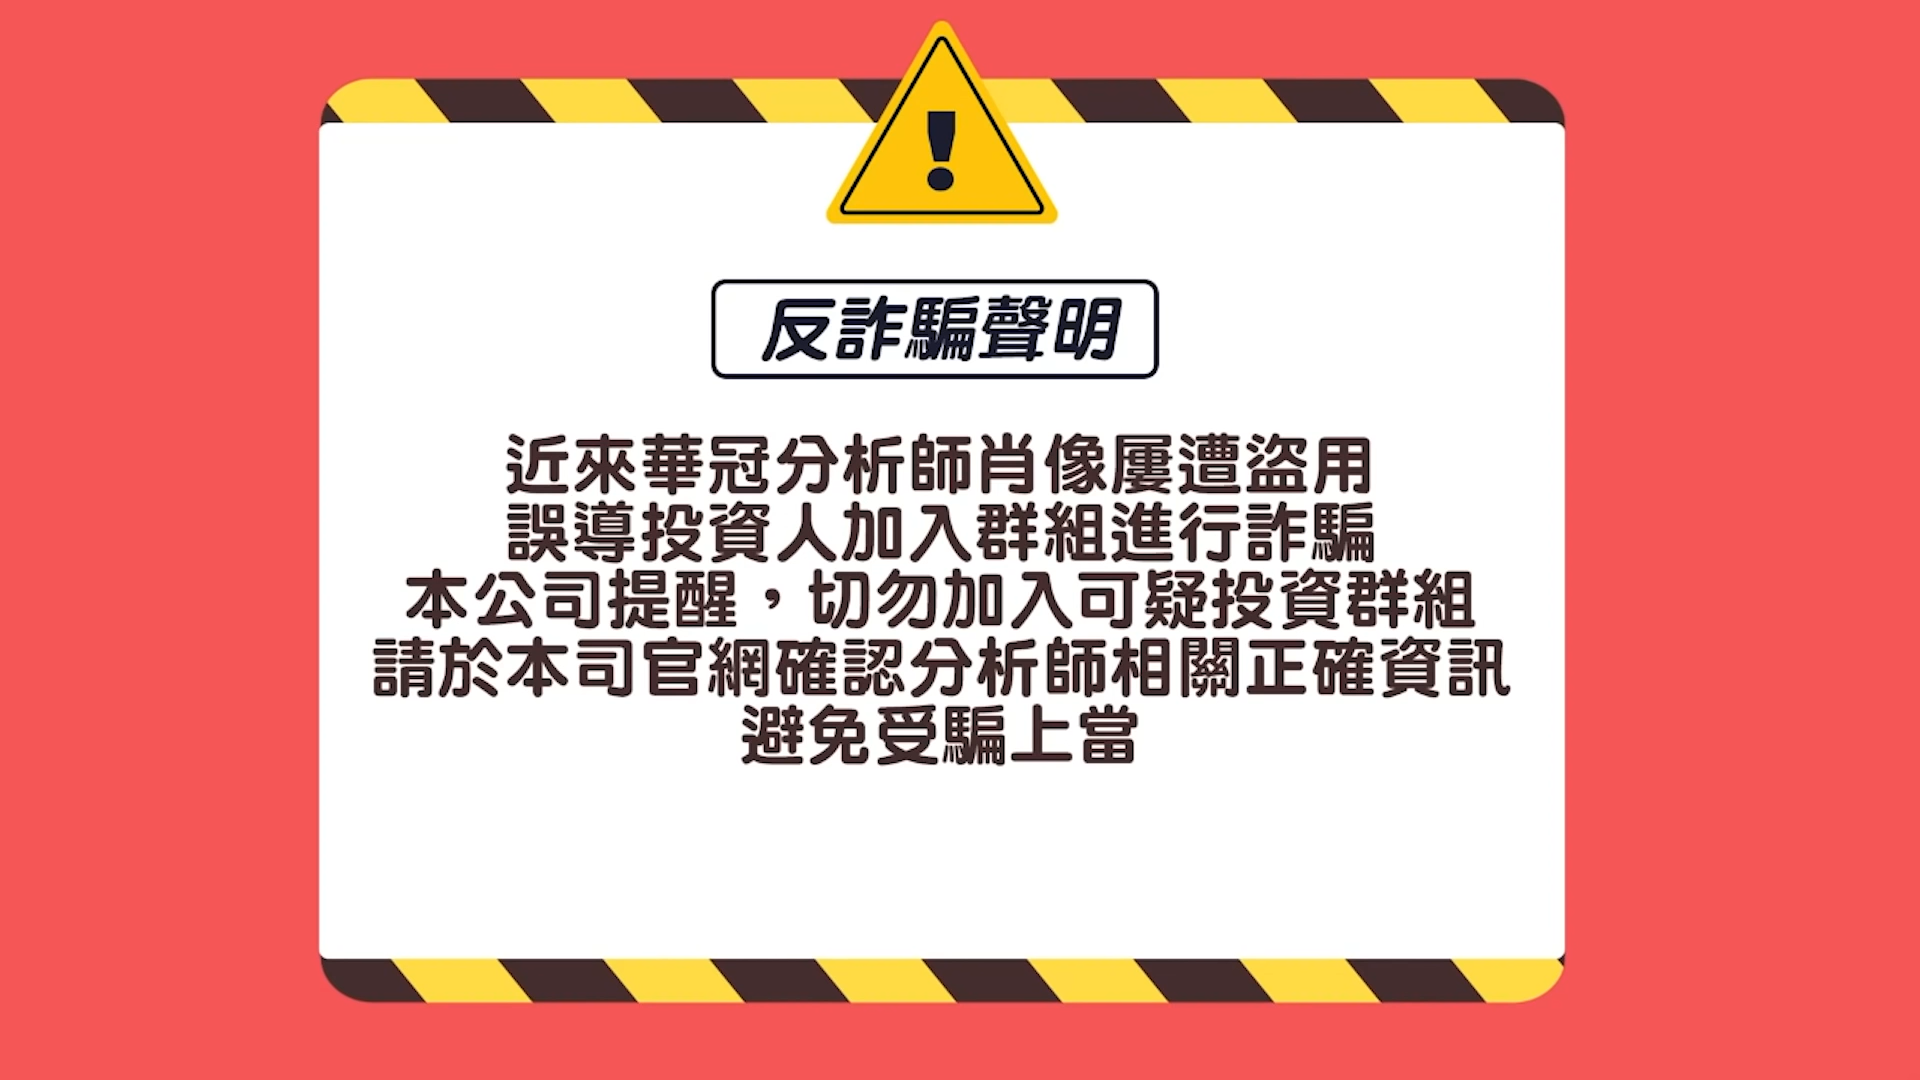 反詐騙聲明
近來華冠分析師肖像屢遭盜用
誤導投資人加入群組進行詐騙
本公司提醒，切勿加入可疑投資群組
請於本司官網確認分析師相關正確資訊
避免受騙上當